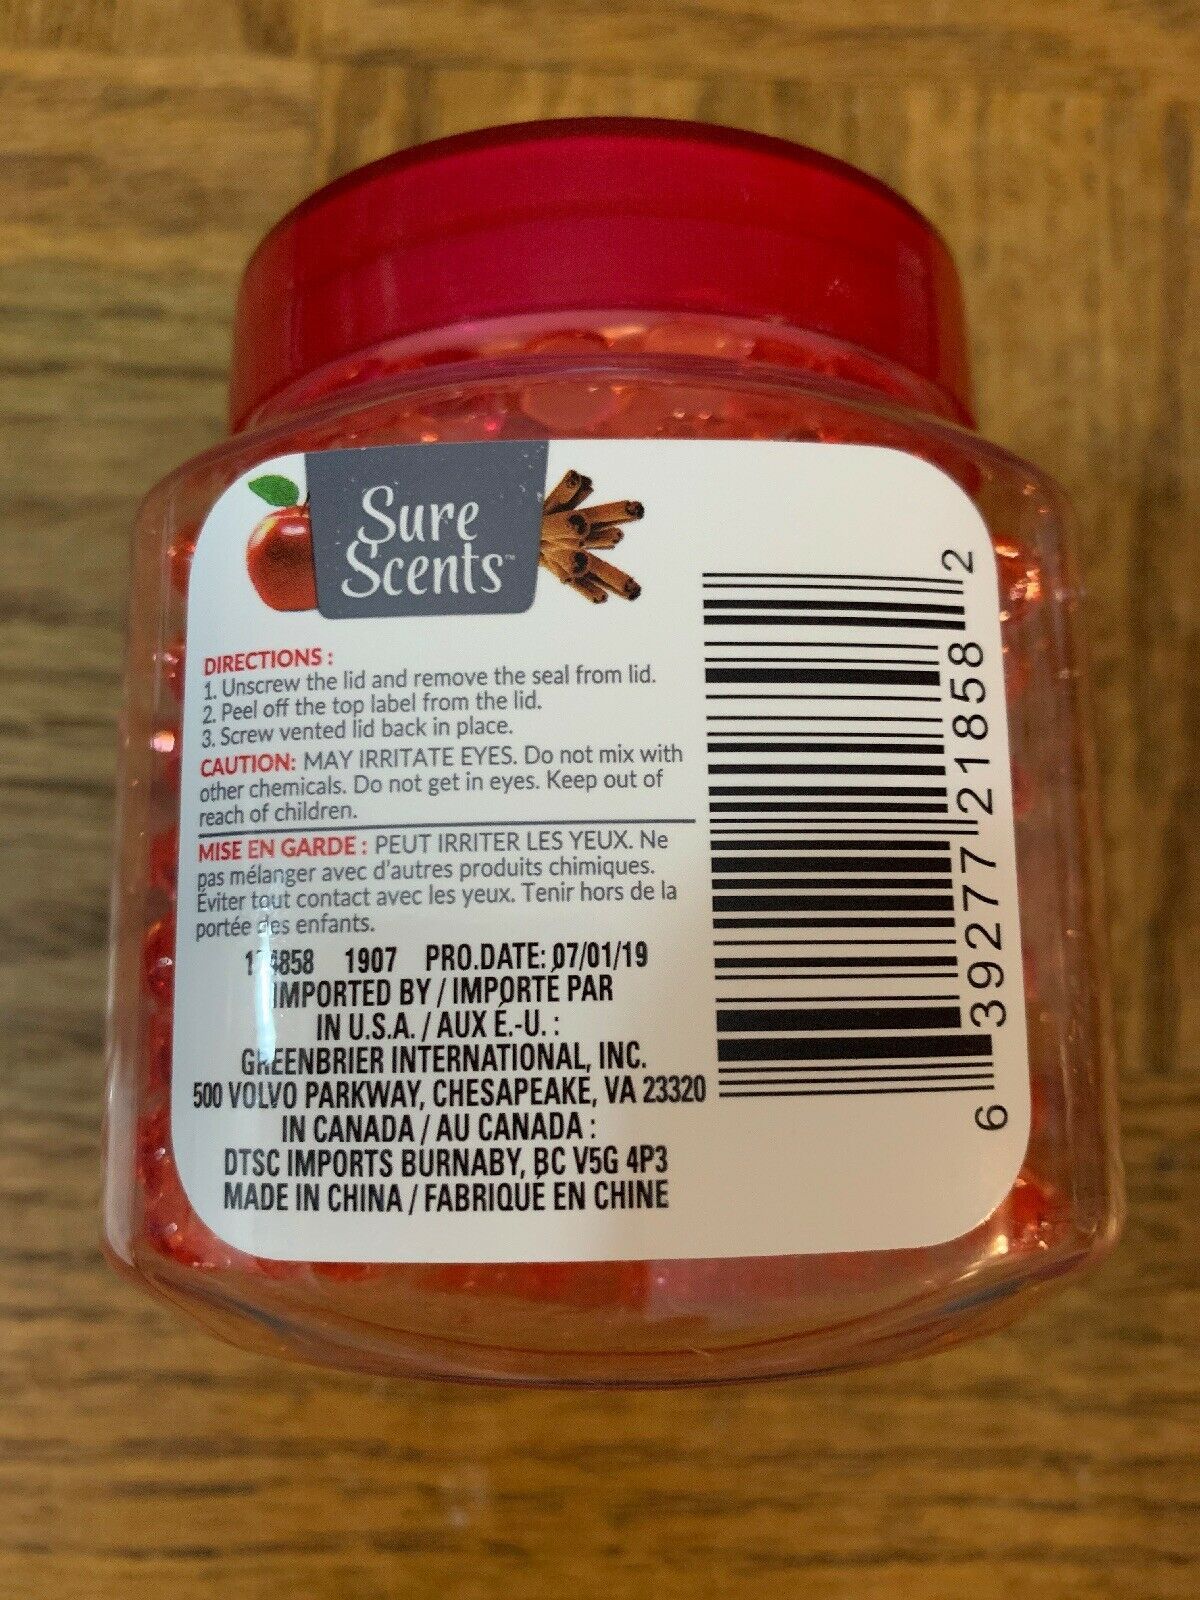 Sure
Scents™
DIRECTIONS :
1. Unscrew the lid and remove the seal from lid.
2. Peel off the top label from the lid.
3. Screw vented lid back in place.
CAUTION: MAY IRRITATE EYES. Do not mix with
other chemicals. Do not get in eyes. Keep out of
reach of children.
MISE EN GARDE : PEUT IRRITER LES YEUX. Ne
pas mélanger avec d'autres produits chimiques.
Éviter tout contact avec les yeux. Tenir hors de la
portée des enfants.
1907 PRO.DATE: 07/01/19
IMPORTED BY / IMPORTÉ PAR
IN U.S.A. / AUX É.-U. :
GREENBRIER INTERNATIONAL, INC.
500 VOLVO PARKWAY, CHESAPEAKE, VA 23320
IN CANADA / AU CANADA :
DTSC IMPORTS BURNABY, BC V5G 4P3
MADE IN CHINA / FABRIQUÉ EN CHINE
6 39277 21858 2